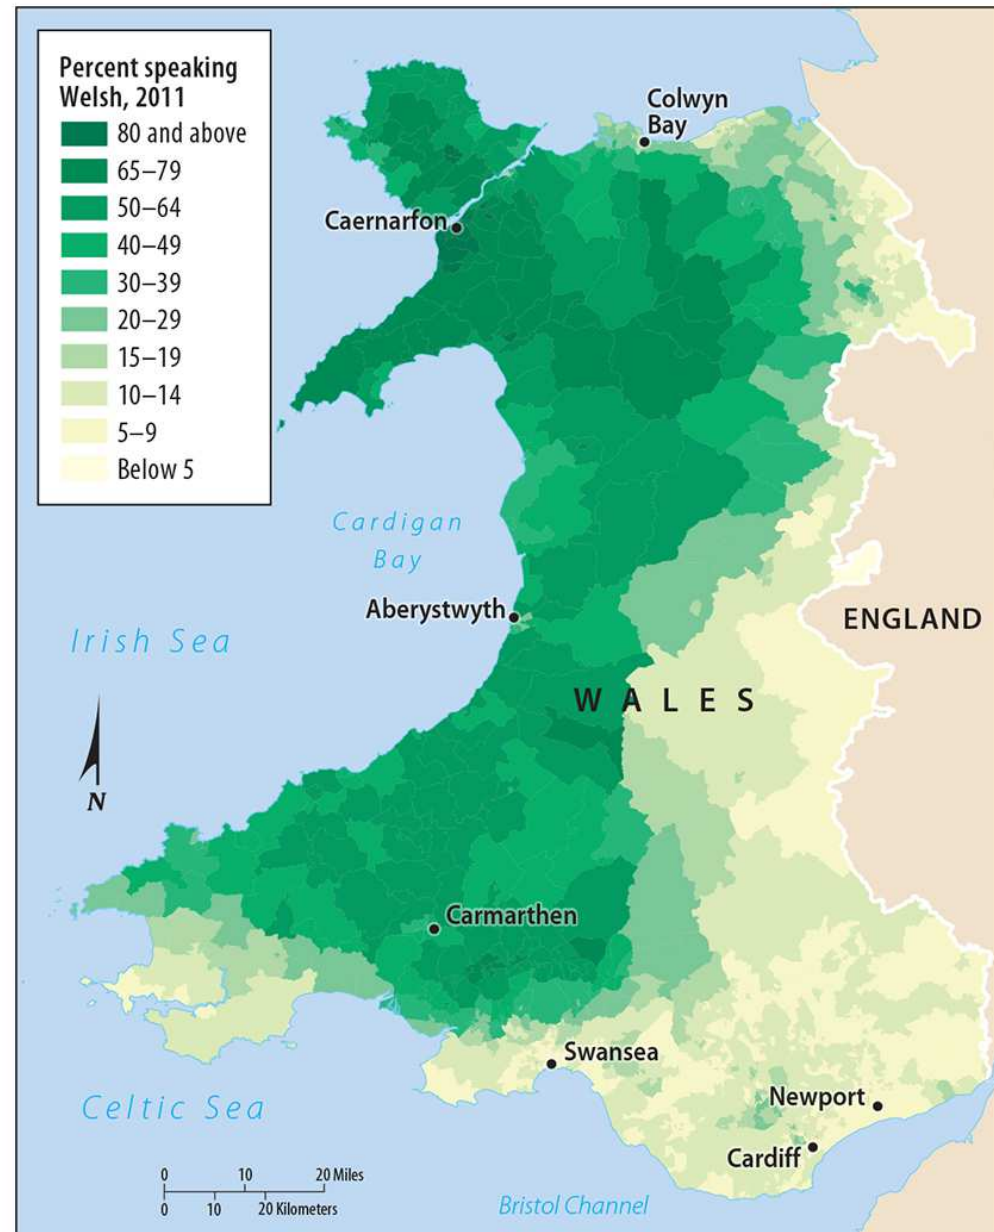 Percent speaking
Welsh, 2011
80 and above
65–79
50–64
40–49
30–39
20–29
15–19
10–14
5–9
Below 5
Colwyn
Bay
Caernarfon
Cardigan
Bay
Aberystwyth
ENGLAND
Irish Sea
WALES
N
Carmarthen
Swansea
Celtic Sea
Newport
Cardiff
0 10 20 Miles
0 10 20 Kilometers
Bristol Channel